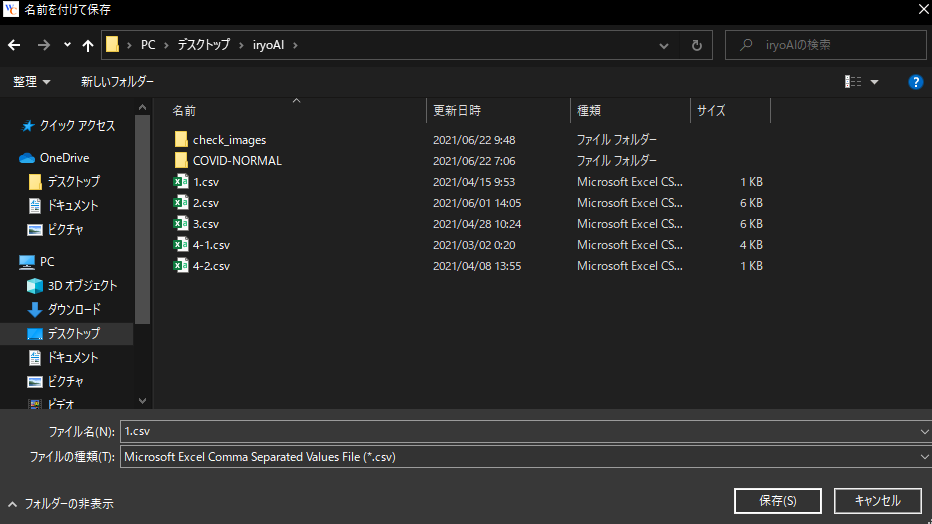 名前を付けて保存
PC デスクトップ iryoAI
iryoAIの検索
整理
新しいフォルダー
名前 更新日時 種類 サイズ
クイック アクセス
OneDrive
デスクトップ
ドキュメント
ピクチャ
PC
3D オブジェクト
ダウンロード
デスクトップ
ドキュメント
ピクチャ
ビデオ
check_images 2021/06/22 9:48 ファイル フォルダー
COVID-NORMAL 2021/06/22 7:06 ファイル フォルダー
1.csv 2021/04/15 9:53 Microsoft Excel CS... 1 KB
2.csv 2021/06/01 14:05 Microsoft Excel CS... 6 KB
3.csv 2021/04/28 10:24 Microsoft Excel CS... 6 KB
4-1.csv 2021/03/02 0:20 Microsoft Excel CS... 4 KB
4-2.csv 2021/04/08 13:55 Microsoft Excel CS... 1 KB
ファイル名(N): 1.csv
ファイルの種類(T): Microsoft Excel Comma Separated Values File (*.csv)
フォルダーの非表示
保存(S)
キャンセル